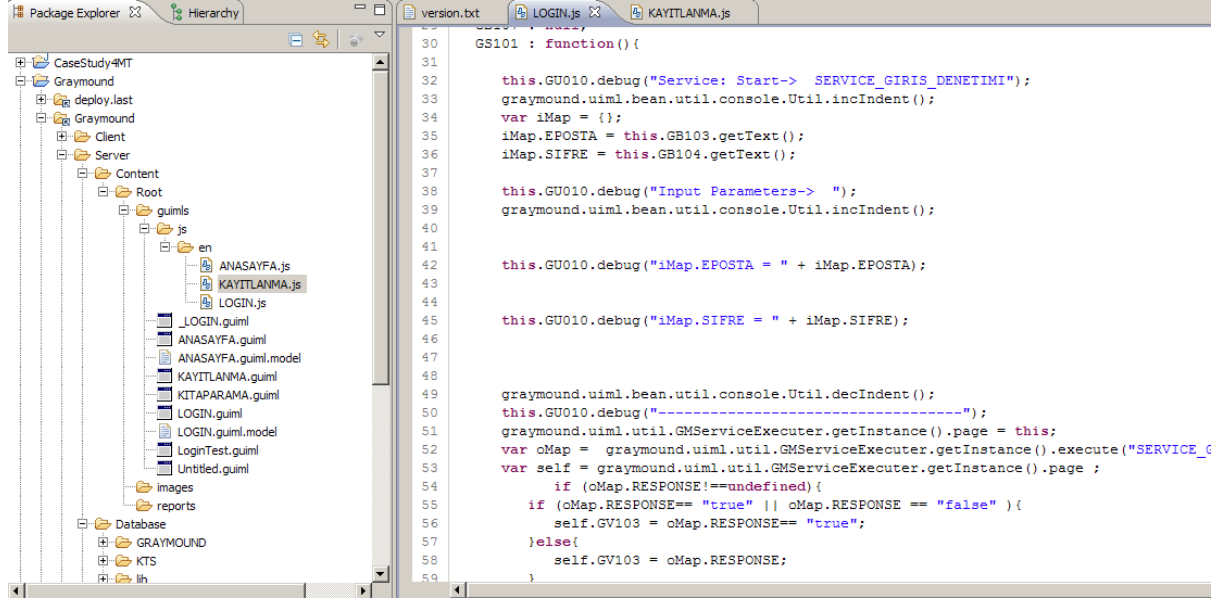 Package Explorer
Hierarchy
CaseStudy4MT
Graymound
deploy.last
Graymound
Client
Server
Content
Root
guimls
js
en
ANASAYFA.js
KAYITLANMA.js
LOGIN.js
_LOGIN.guiml
ANASAYFA.guiml
ANASAYFA.guiml.model
KAYITLANMA.guiml
KITAPARAMA.guiml
LOGIN.guiml
LOGIN.guiml.model
LoginTest.guiml
Untitled.guiml
images
reports
Database
GRAYMOUND
KTS
lib
version.txt
LOGIN.js
KAYITLANMA.js
30 GS101 : function(){
31
32 this.GU010.debug("Service: Start->  SERVICE_GIRIS_DENETIMI");
33 graymound.uiml.bean.util.console.Util.incIndent();
34 var iMap = {};
35 iMap.EPOSTA = this.GB103.getText();
36 iMap.SIFRE = this.GB104.getText();
37
38 this.GU010.debug("Input Parameters->  ");
39 graymound.uiml.bean.util.console.Util.incIndent();
40
41
42 this.GU010.debug("iMap.EPOSTA = " + iMap.EPOSTA);
43
44
45 this.GU010.debug("iMap.SIFRE = " + iMap.SIFRE);
46
47
48
49 graymound.uiml.bean.util.console.Util.decIndent();
50 this.GU010.debug("-----------------------------------");
51 graymound.uiml.util.GMServiceExecuter.getInstance().page = this;
52 var oMap =  graymound.uiml.util.GMServiceExecuter.getInstance().execute("SERVICE_G
53 var self = graymound.uiml.util.GMServiceExecuter.getInstance().page ;
54 if (oMap.RESPONSE!==undefined){
55 if (oMap.RESPONSE== "true" || oMap.RESPONSE == "false" ){
56 self.GV103 = oMap.RESPONSE== "true";
57 }else{
58 self.GV103 = oMap.RESPONSE;
59 }